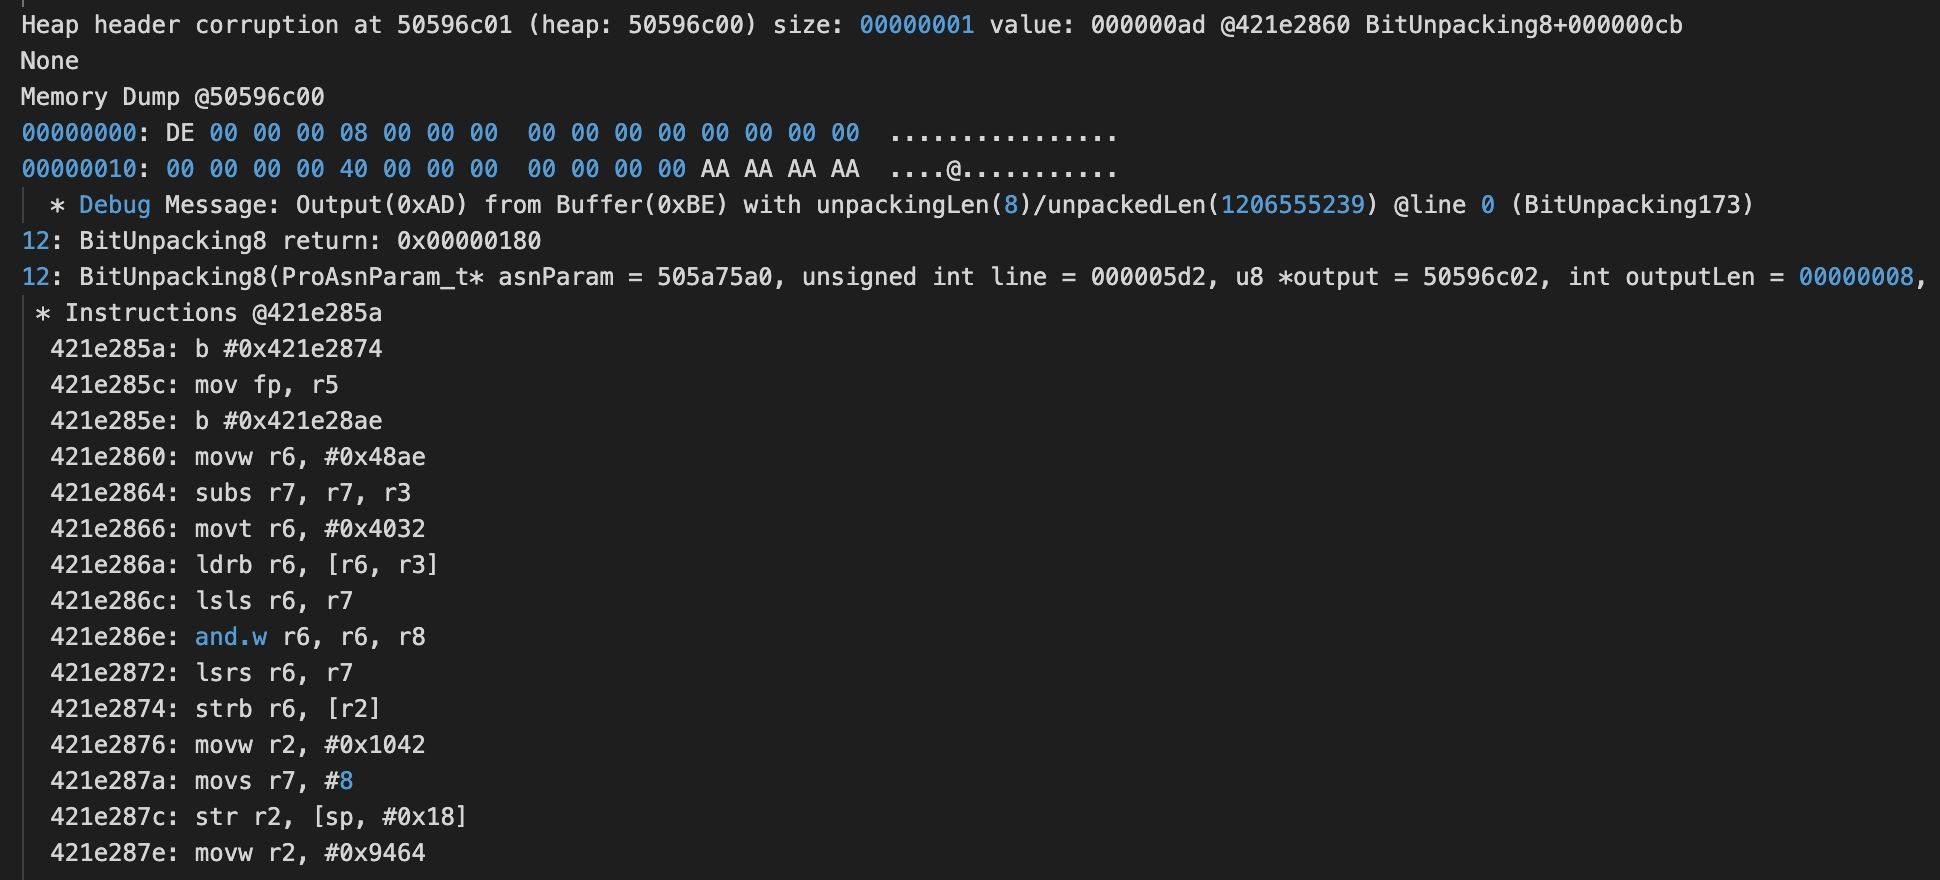 Heap header corruption at 50596c01 (heap: 50596c00) size: 00000001 value: 000000ad @421e2860 BitUnpacking8+000000cb
None
Memory Dump @50596c00
00000000: DE 00 00 00 08 00 00 00  00 00 00 00 00 00 00 00  ................
00000010: 00 00 00 00 40 00 00 00  00 00 00 00 AA AA AA AA  ....@...........
* Debug Message: Output(0xAD) from Buffer(0xBE) with unpackingLen(8)/unpackedLen(1206555239) @line 0 (BitUnpacking173)
12: BitUnpacking8 return: 0x00000180
12: BitUnpacking8(ProAsnParam_t* asnParam = 505a75a0, unsigned int line = 000005d2, u8 *output = 50596c02, int outputLen = 00000008,
* Instructions @421e285a
421e285a: b #0x421e2874
421e285c: mov fp, r5
421e285e: b #0x421e28ae
421e2860: movw r6, #0x48ae
421e2864: subs r7, r7, r3
421e2866: movt r6, #0x4032
421e286a: ldrb r6, [r6, r3]
421e286c: lsls r6, r7
421e286e: and.w r6, r6, r8
421e2872: lsrs r6, r7
421e2874: strb r6, [r2]
421e2876: movw r2, #0x1042
421e287a: movs r7, #8
421e287c: str r2, [sp, #0x18]
421e287e: movw r2, #0x9464